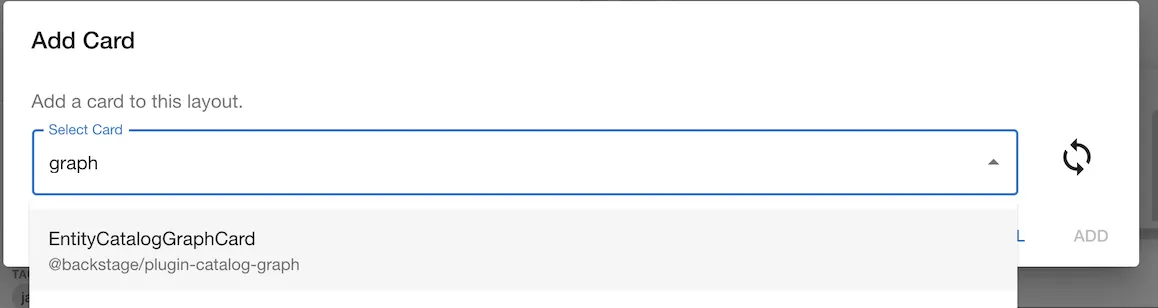 Add Card
Add a card to this layout.
Select Card
graph
EntityCatalogGraphCard
@backstage/plugin-catalog-graph
L
ADD